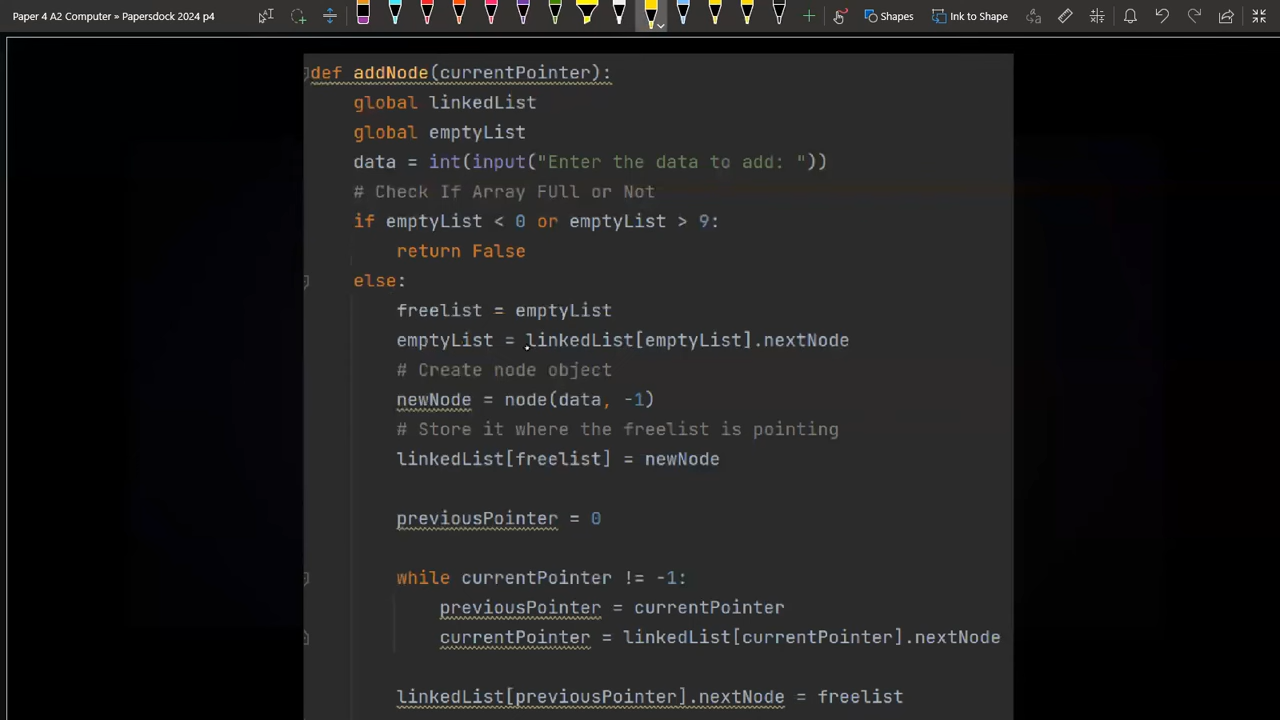 Paper 4 A2 Computer » Papersdock 2024 p4
Shapes
Ink to Shape
def addNode(currentPointer):
global linkedList
global emptyList
data = int(input("Enter the data to add: "))
# Check If Array FUll or Not
if emptyList < 0 or emptyList > 9:
return False
else:
freelist = emptyList
emptyList = linkedList[emptyList].nextNode
# Create node object
newNode = node(data, -1)
# Store it where the freelist is pointing
linkedList[freelist] = newNode
previousPointer = 0
while currentPointer != -1:
previousPointer = currentPointer
currentPointer = linkedList[currentPointer].nextNode
linkedList[previousPointer].nextNode = freelist